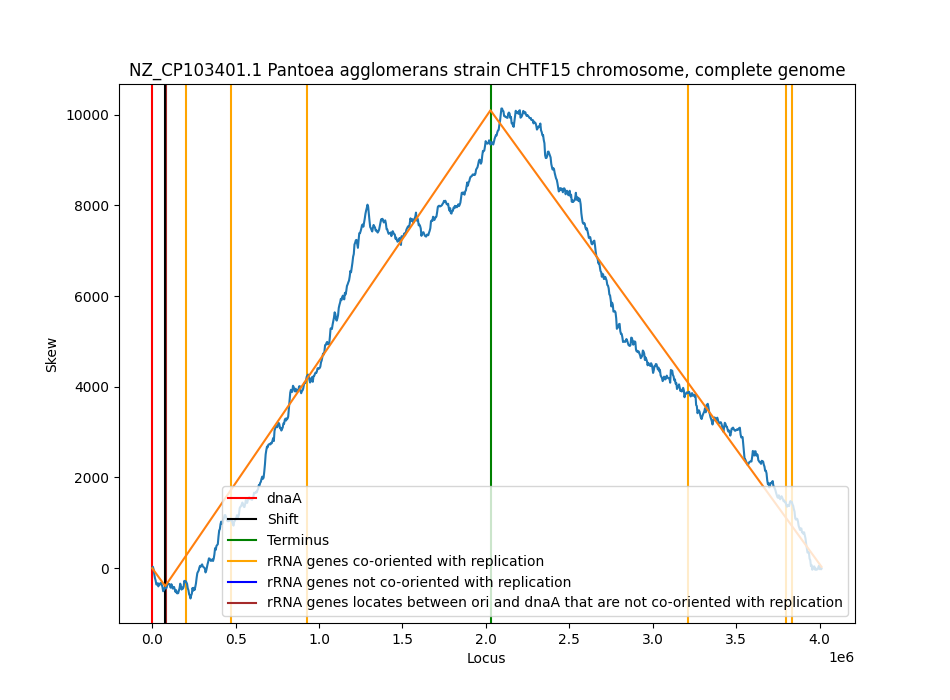 NZ_CP103401.1 Pantoea agglomerans strain CHTF15 chromosome, complete genome
10000
8000
6000
4000
2000
0
Skew
dnaA
Shift
Terminus
rRNA genes co-oriented with replication
rRNA genes not co-oriented with replication
rRNA genes locates between ori and dnaA that are not co-oriented with replication
0.0 0.5 1.0 1.5 2.0 2.5 3.0 3.5 4.0
Locus
1e6